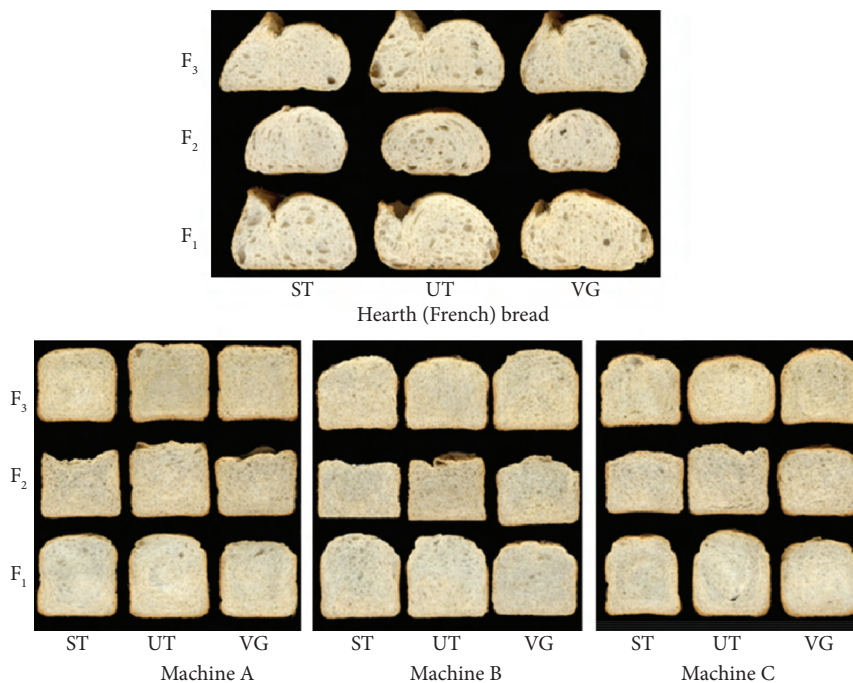 F₃
F₂
F₁
ST UT VG
Hearth (French) bread
F₃
F₂
F₁
ST UT VG ST UT VG ST UT VG
Machine A Machine B Machine C